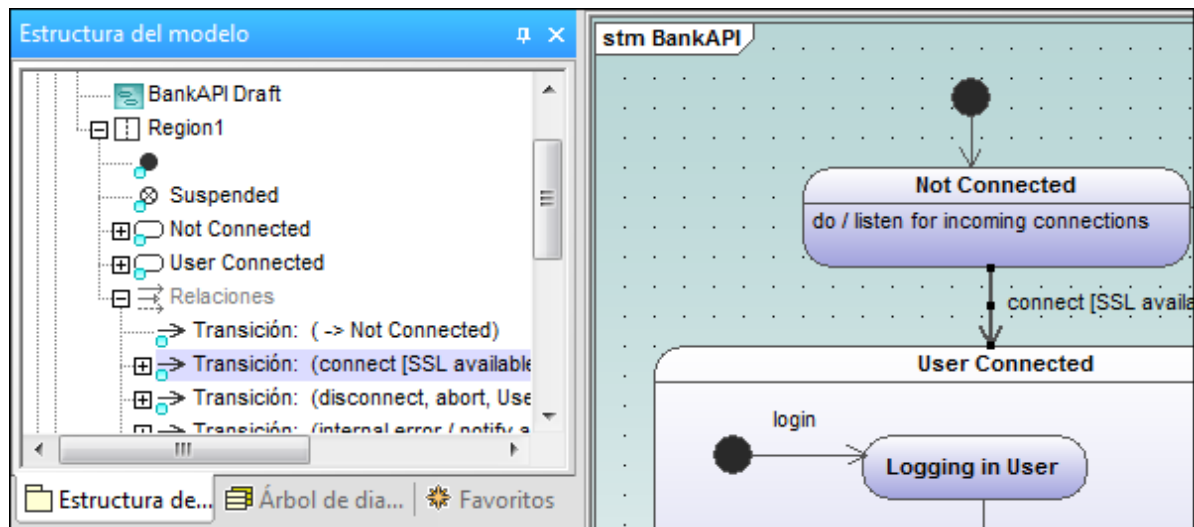 Estructura del modelo
BankAPI Draft
Region1
Suspended
Not Connected
User Connected
Relaciones
Transición: ( -> Not Connected)
Transición: (connect [SSL available
Transición: (disconnect, abort, Use
Transición: (internal error / notify a
Estructura de...
Árbol de dia...
Favoritos
stm BankAPI
Not Connected
do / listen for incoming connections
connect [SSL availa
User Connected
login
Logging in User